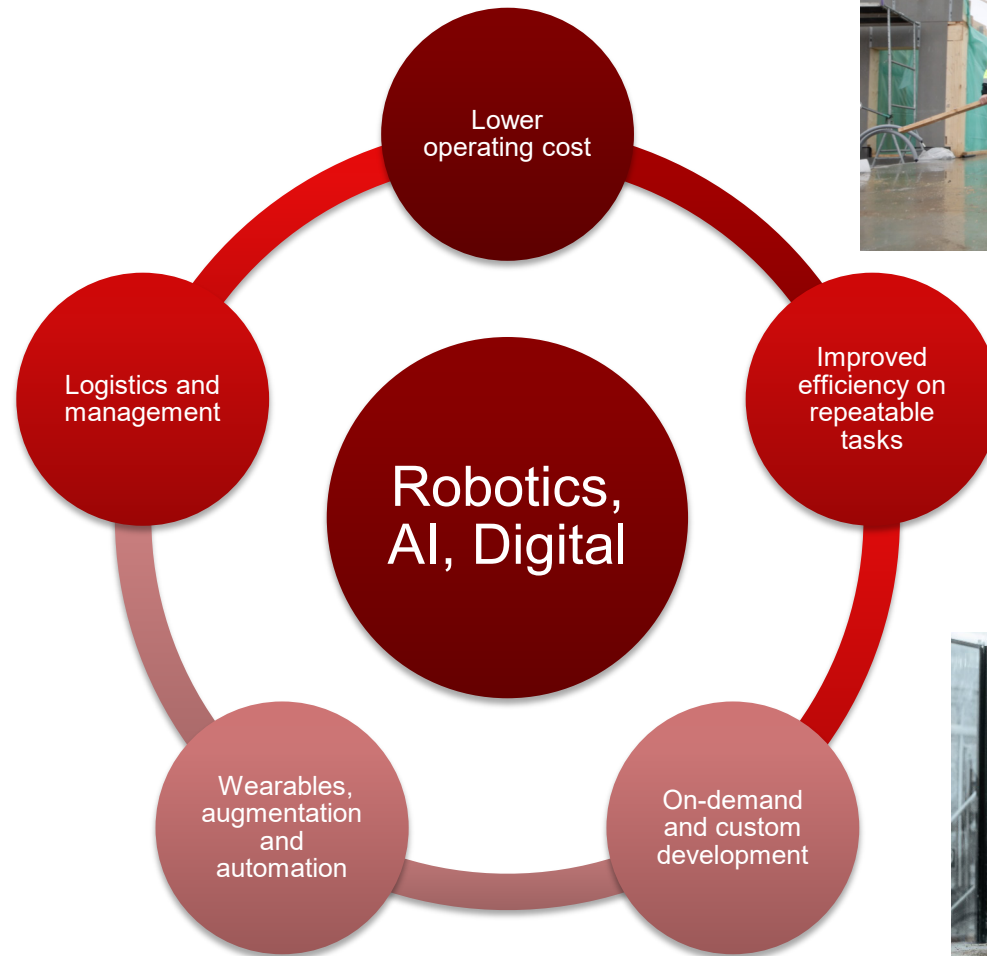 Lower
operating cost
Improved
efficiency on
repeatable
tasks
On-demand
and custom
development
Wearables,
augmentation
and
automation
Logistics and
management
Robotics,
AI, Digital